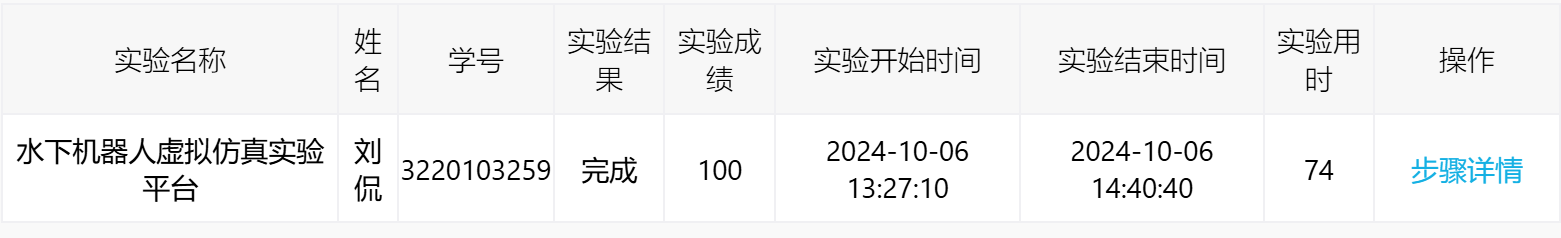 实验名称
姓名
学号
实验结果
实验成绩
实验开始时间
实验结束时间
实验用时
操作
水下机器人虚拟仿真实验
平台
刘
侃
3220103259
完成
100
2024-10-06
13:27:10
2024-10-06
14:40:40
74
步骤详情